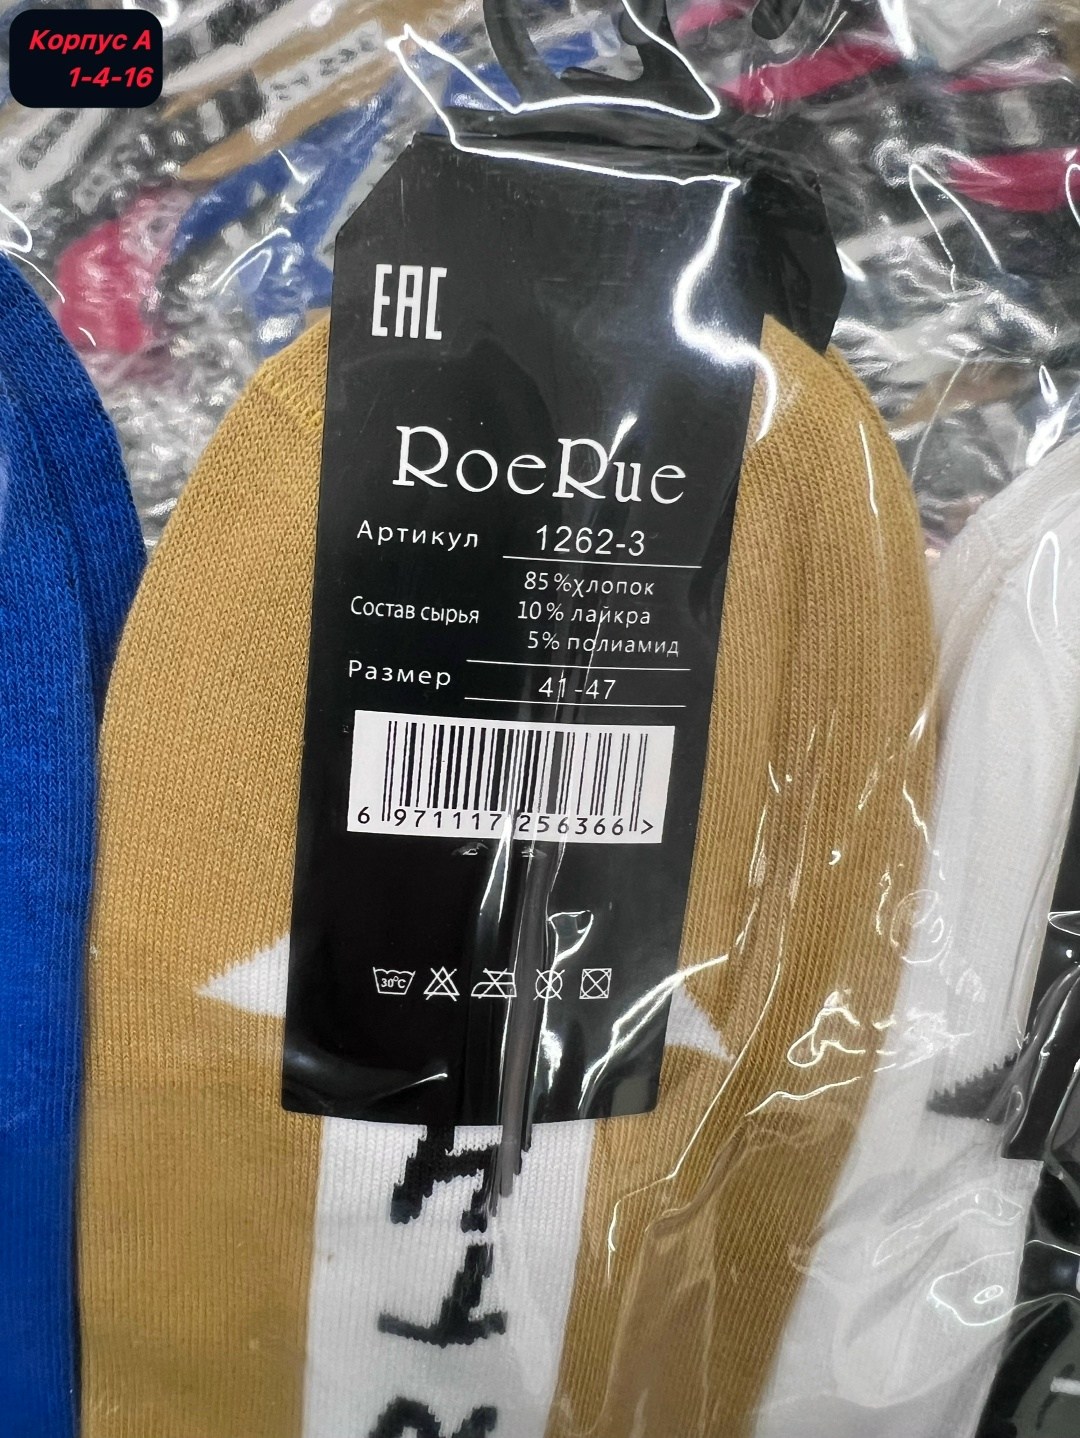 Корпус А
1-4-16
EAC
RoeRue
Артикул 1262-3
Состав сырья
85%хлопок
10% лайкра
5% полиамид
Размер 41-47
6 971117 256366 >
30°C